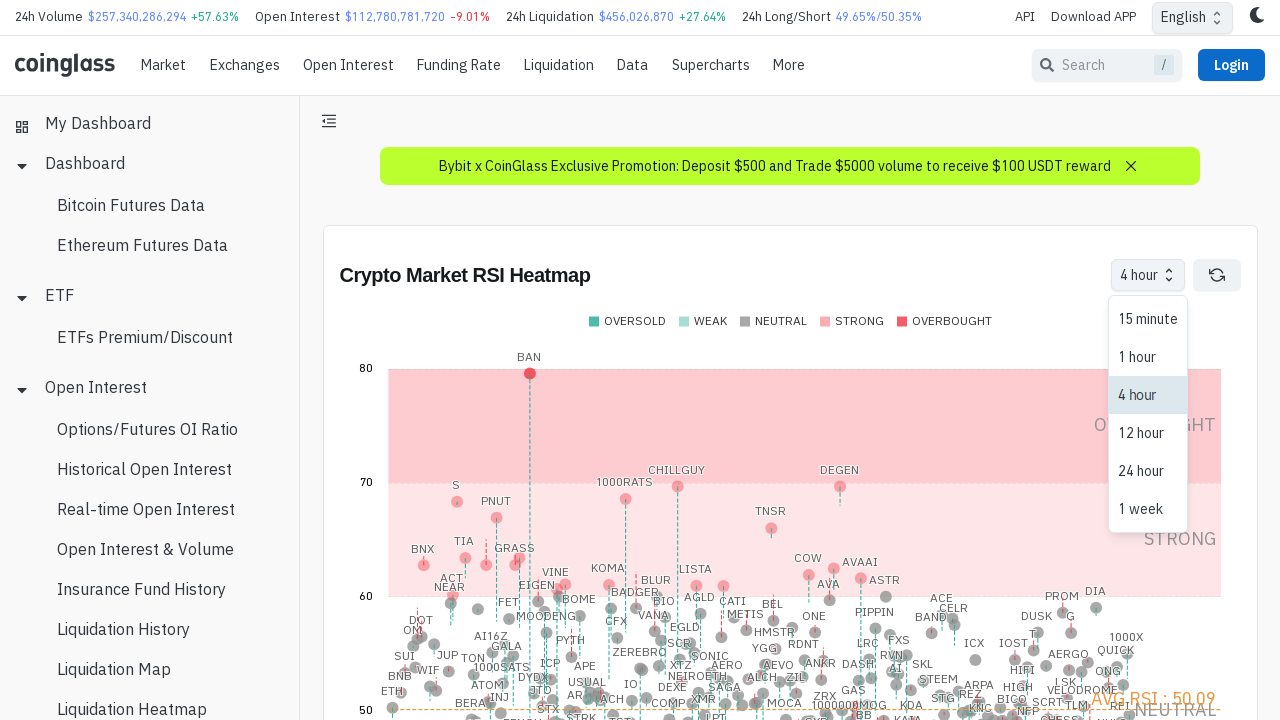 24h Volume $257,340,286,294 +57.63% Open Interest $112,780,781,720 -9.01% 24h Liquidation $456,026,870 +27.64% 24h Long/Short 49.65%/50.35% API Download APP English
coinglass Market Exchanges Open Interest Funding Rate Liquidation Data Supercharts More Search / Login
My Dashboard
Dashboard
Bitcoin Futures Data
Ethereum Futures Data
ETF
ETFs Premium/Discount
Open Interest
Options/Futures OI Ratio
Historical Open Interest
Real-time Open Interest
Open Interest & Volume
Insurance Fund History
Liquidation History
Liquidation Map
Liquidation Heatmap
Bybit x CoinGlass Exclusive Promotion: Deposit $500 and Trade $5000 volume to receive $100 USDT reward
Crypto Market RSI Heatmap
4 hour
15 minute
1 hour
4 hour
12 hour
24 hour
1 week
OVERSOLD WEAK NEUTRAL STRONG OVERBOUGHT
80
BAN
70
STRONG
CHILLGUY DEGEN
S 1000RATS
PNUT TNSR
BNX TIA GRASS COW AVAAI
ACT VINE KOMA LISTA
NEAR EIGEN BLUR AVA ASTR
60
BOME BADGER AGLD CATI BEL ACE PROM DIA
DOT FET MOODENG CFX VANA BIO METIS ONE PIPPIN BAND CELR DUSK G
AI16Z GALA PYTH EGLD HMSTR RDNT LRC FXS ICX IOST T 1000X
SUI JUP TON 1000SATS ICP APE ZEREBRO SCR SONIC YGG RVN AERGO QUICK
BNB WIF DYDX XTZ NEIROETH AERO AEVO ANKR DASH AI SKL HIFI ONG
ETH ATOM JTO USUAL IO DEXE SAGA ALCH ZIL GAS STEEM ARPA HIGH LSK VELODROME
BERA INJ STX AR ACH COMP XMR MOCA ZRX 1000000MOG KDA STG REZ BICO SCRT TLM
AVG RSI : 50.09
50
NEUTRAL